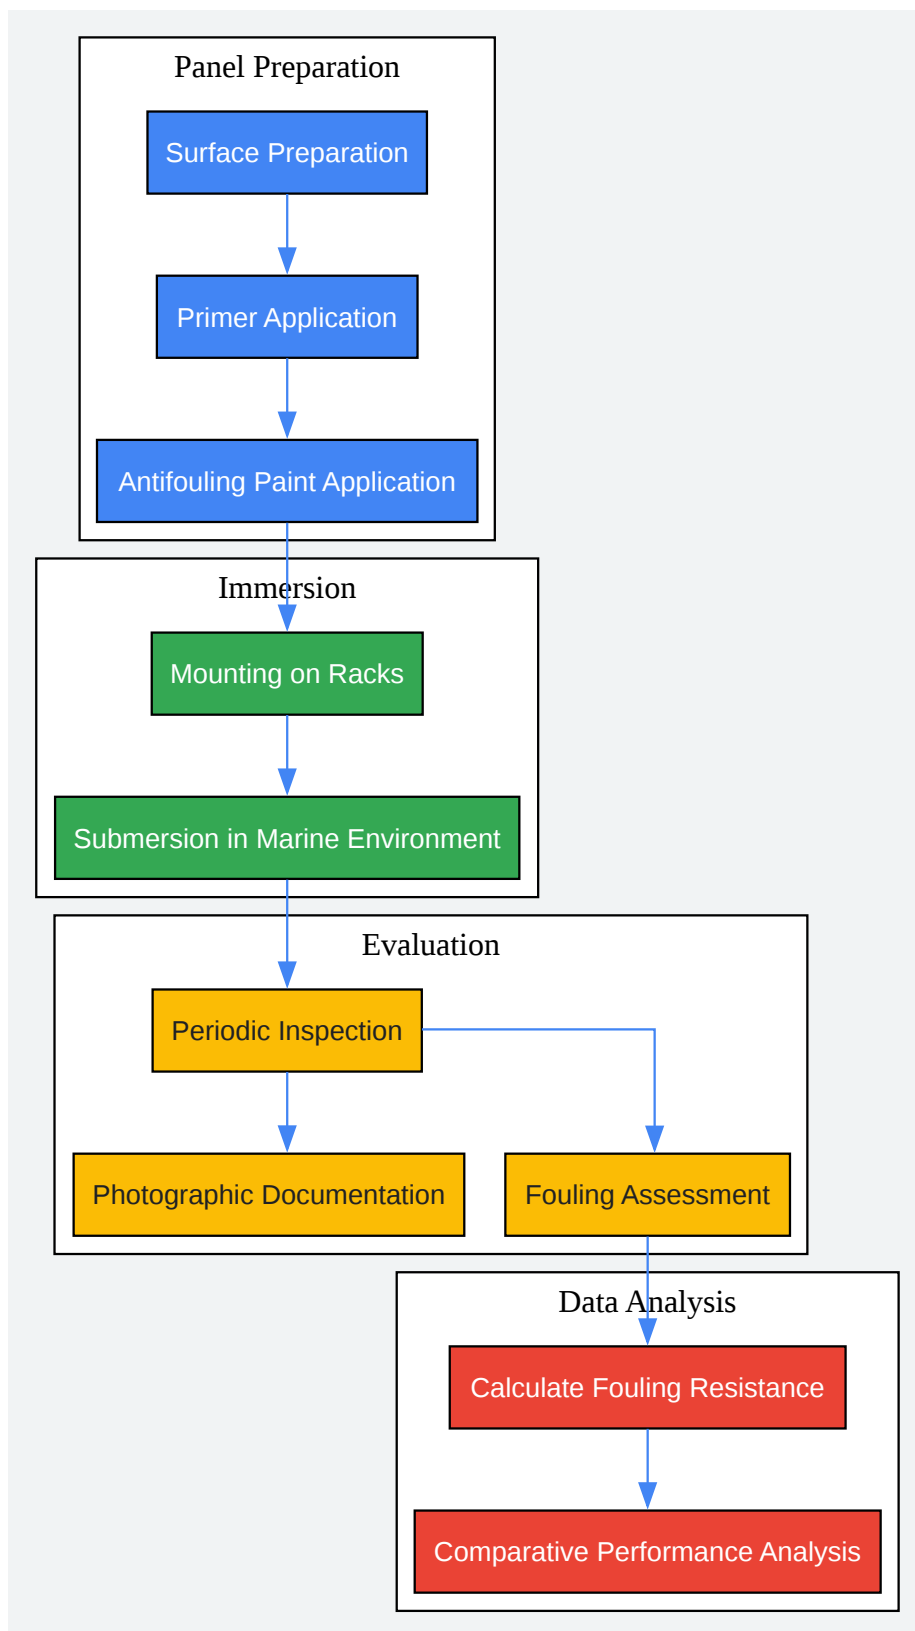 Panel Preparation
Surface Preparation
Primer Application
Antifouling Paint Application
Immersion
Mounting on Racks
Submersion in Marine Environment
Evaluation
Periodic Inspection
Photographic Documentation
Fouling Assessment
Data Analysis
Calculate Fouling Resistance
Comparative Performance Analysis